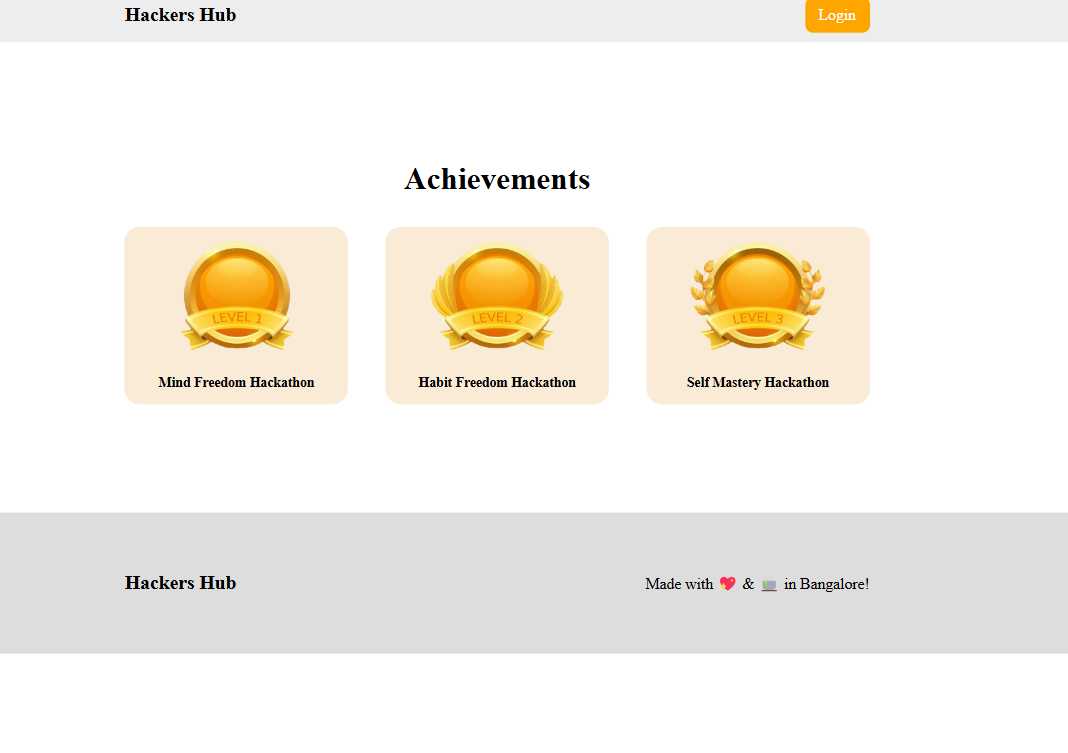 Hackers Hub
Login
Achievements
LEVEL 1
LEVEL 2
LEVEL 3
Mind Freedom Hackathon
Habit Freedom Hackathon
Self Mastery Hackathon
Hackers Hub
Made with 💖 & 💻 in Bangalore!